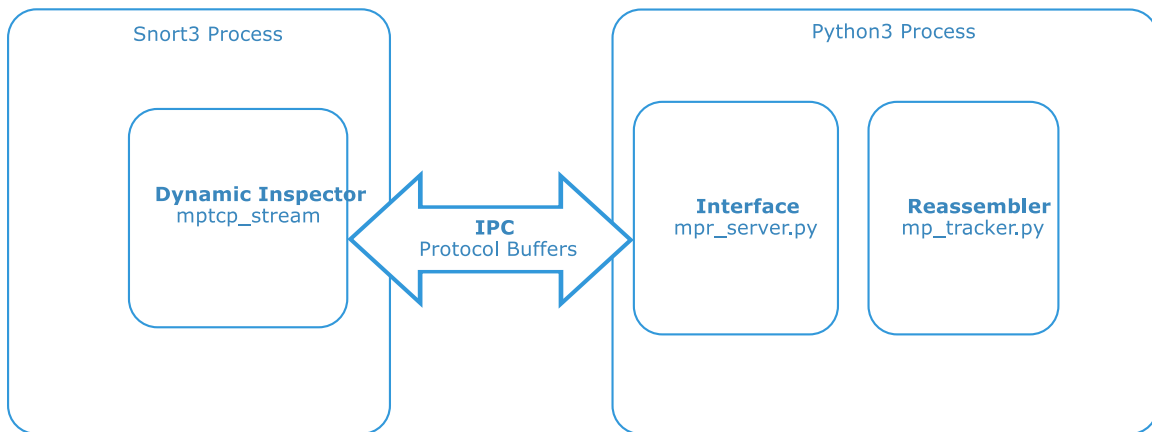 Snort3 Process
Dynamic Inspector
mptcp_stream
IPC
Protocol Buffers
Python3 Process
Interface
mpr_server.py
Reassembler
mp_tracker.py